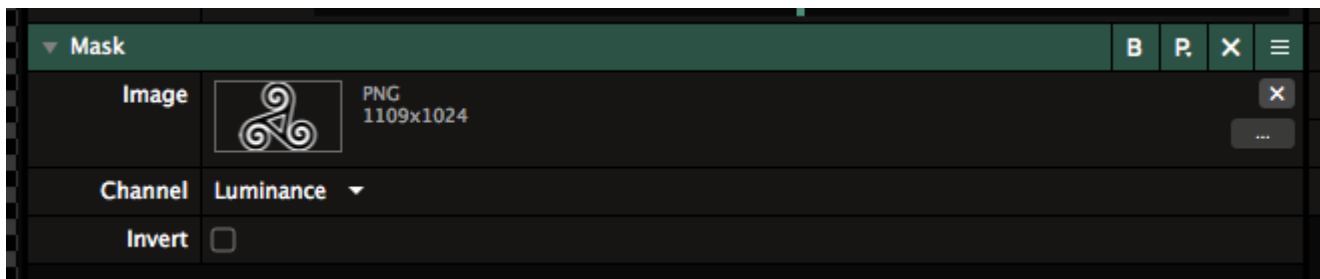 Mask B P. X
Image PNG
1109x1024
...
Channel Luminance
Invert